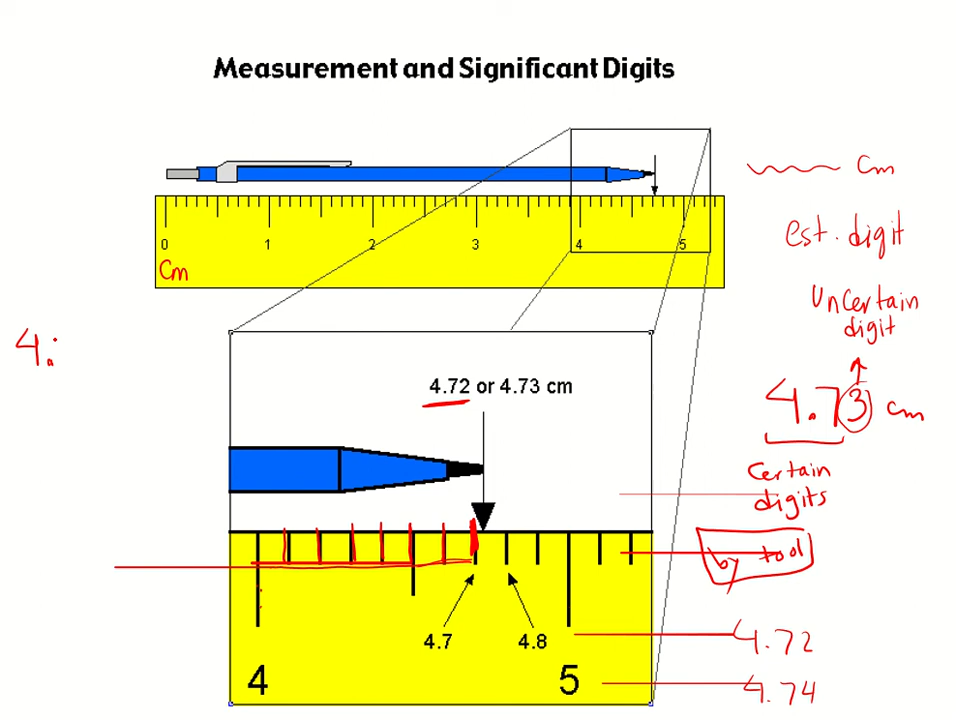 Measurement and Significant Digits
Cm
est. digit
0 1 2 3 4 5
Cm
Uncertain
digit
4.
4.72 or 4.73 cm
4.73 cm
Certain
digits
by tool
4.7 4.8
4.72
4 5
4.74